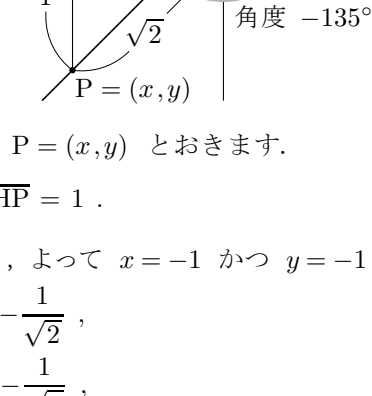 √2
角度 −135°
P = (x,y)
P = (x,y) とおきます.
HP = 1 .
, よって x = −1 かつ y = −1
−1/√2 ,
−1/√2 ,